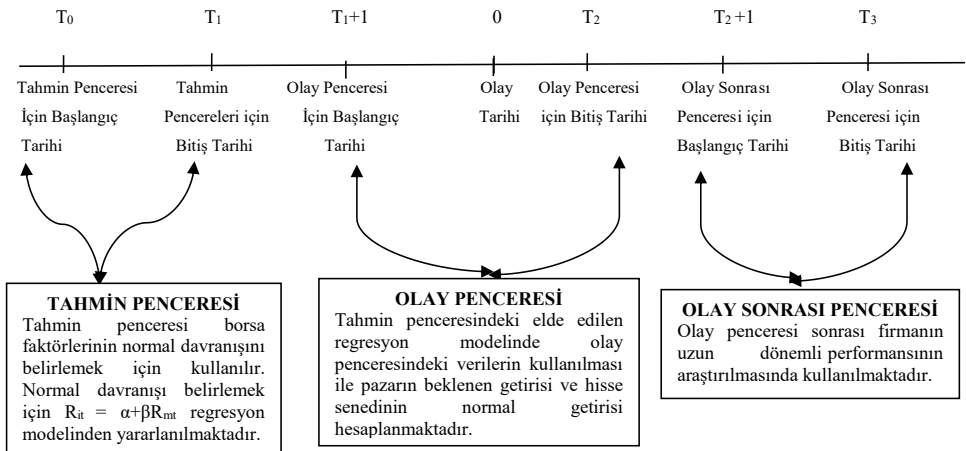 T₀ T₁ T₁+1 0 T₂ T₂ +1 T₃
Tahmin Penceresi
İçin Başlangıç
Tarihi
Tahmin
Pencereleri için
Bitiş Tarihi
Olay Penceresi
İçin Başlangıç
Tarihi
Olay
Tarihi
Olay Penceresi
için Bitiş Tarihi
Olay Sonrası
Penceresi için
Başlangıç Tarihi
Olay Sonrası
Penceresi için
Bitiş Tarihi
TAHMİN PENCERESİ
Tahmin penceresi borsa
faktörlerinin normal davranışını
belirlemek için kullanılır.
Normal davranışı belirlemek
için Rᵢₜ = α+βRₘₜ regresyon
modelinden yararlanılmaktadır.
OLAY PENCERESİ
Tahmin penceresindeki elde edilen
regresyon modelinde olay
penceresindeki verilerin kullanılması
ile pazarın beklenen getirisi ve hisse
senedinin normal getirisi
hesaplanmaktadır.
OLAY SONRASI PENCERESİ
Olay penceresi sonrası firmanın
uzun dönemli performansının
araştırılmasında kullanılmaktadır.